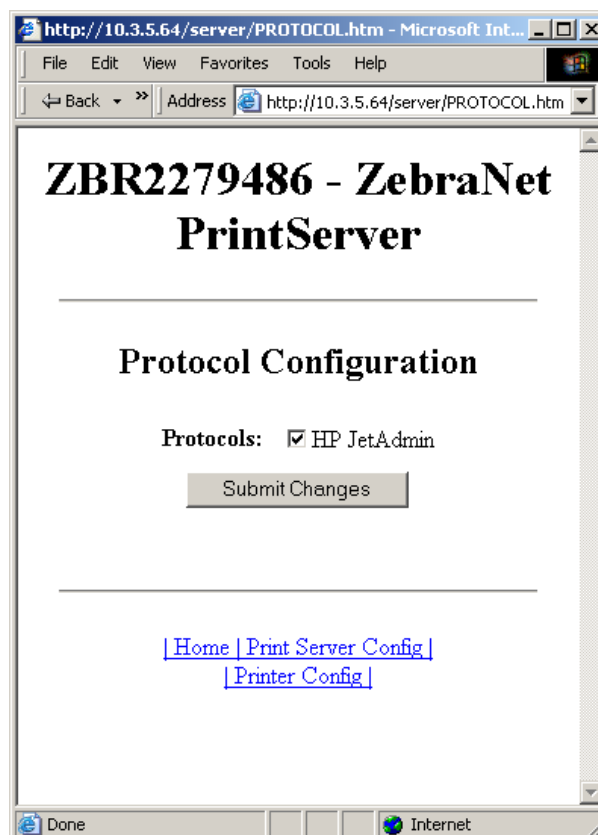 http://10.3.5.64/server/PROTOCOL.htm - Microsoft Int...
File Edit View Favorites Tools Help
Back » Address http://10.3.5.64/server/PROTOCOL.htm
ZBR2279486 - ZebraNet
PrintServer
Protocol Configuration
Protocols: HP JetAdmin
Submit Changes
| Home | Print Server Config |
| Printer Config |
Done Internet